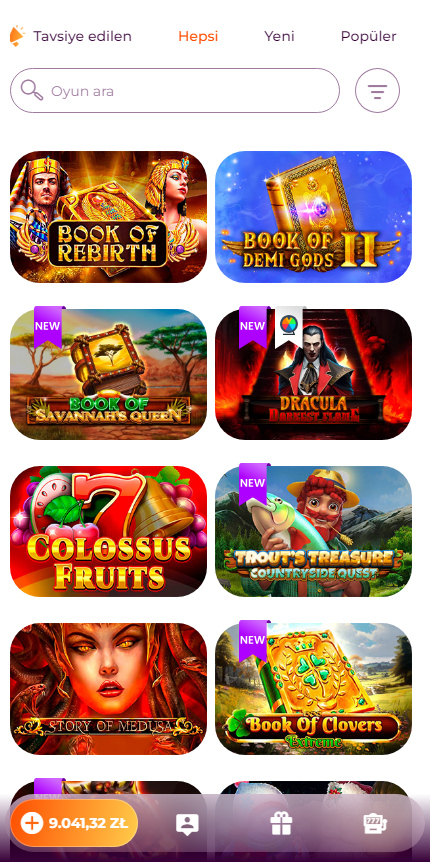 Tavsiye edilen
Hepsi
Yeni
Popüler
Oyun ara
BOOK OF
REBIRTH
BOOK OF
DEMI GODS II
NEW
BOOK OF
SAVANNAH'S QUEEN
NEW
DRACULA
DARKEST FLAME
7
COLOSSUS
FRUITS
NEW
TROUT'S TREASURE
COUNTRYSIDE QUEST
STORY OF MEDUSA
NEW
Book Of Clovers
Extreme
NEW
9.041,32 ZŁ
777